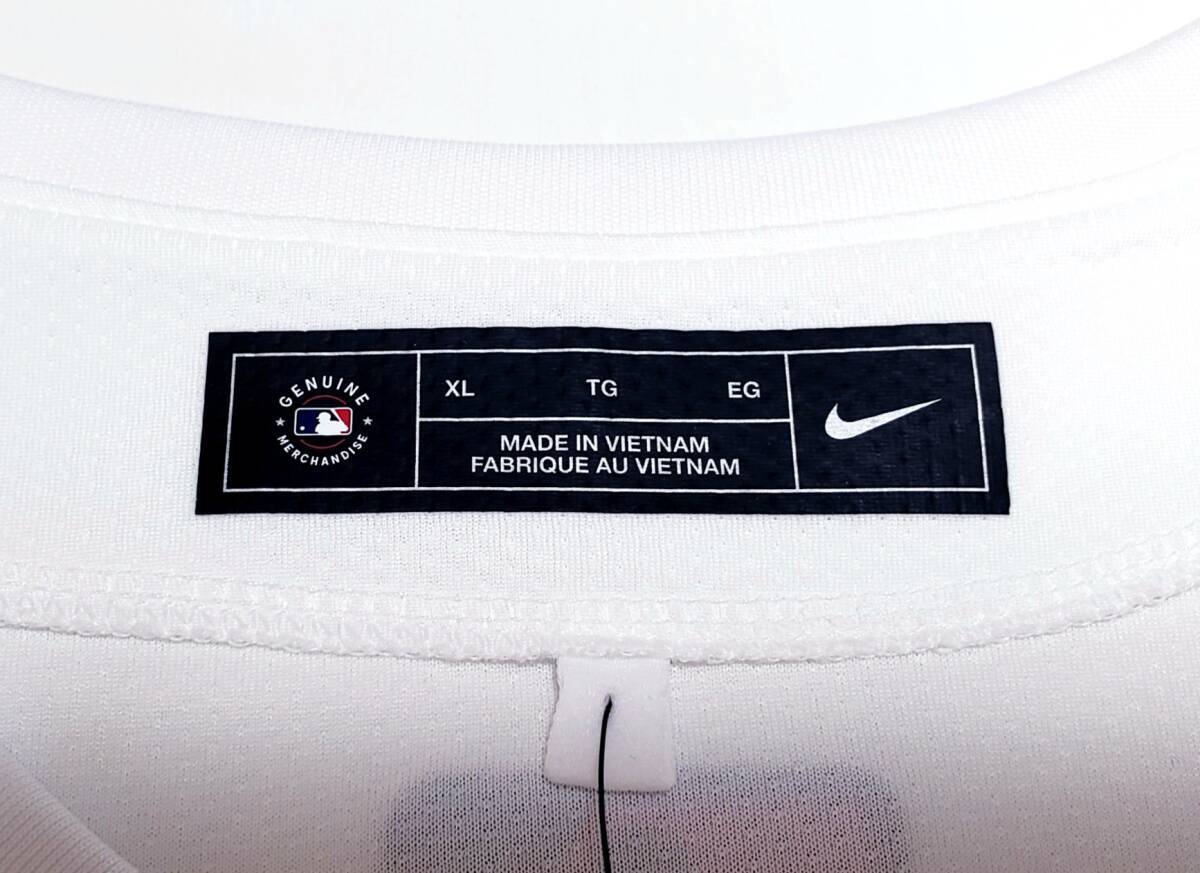 GENUINE
MERCHANDISE
XL TG EG
MADE IN VIETNAM
FABRIQUE AU VIETNAM